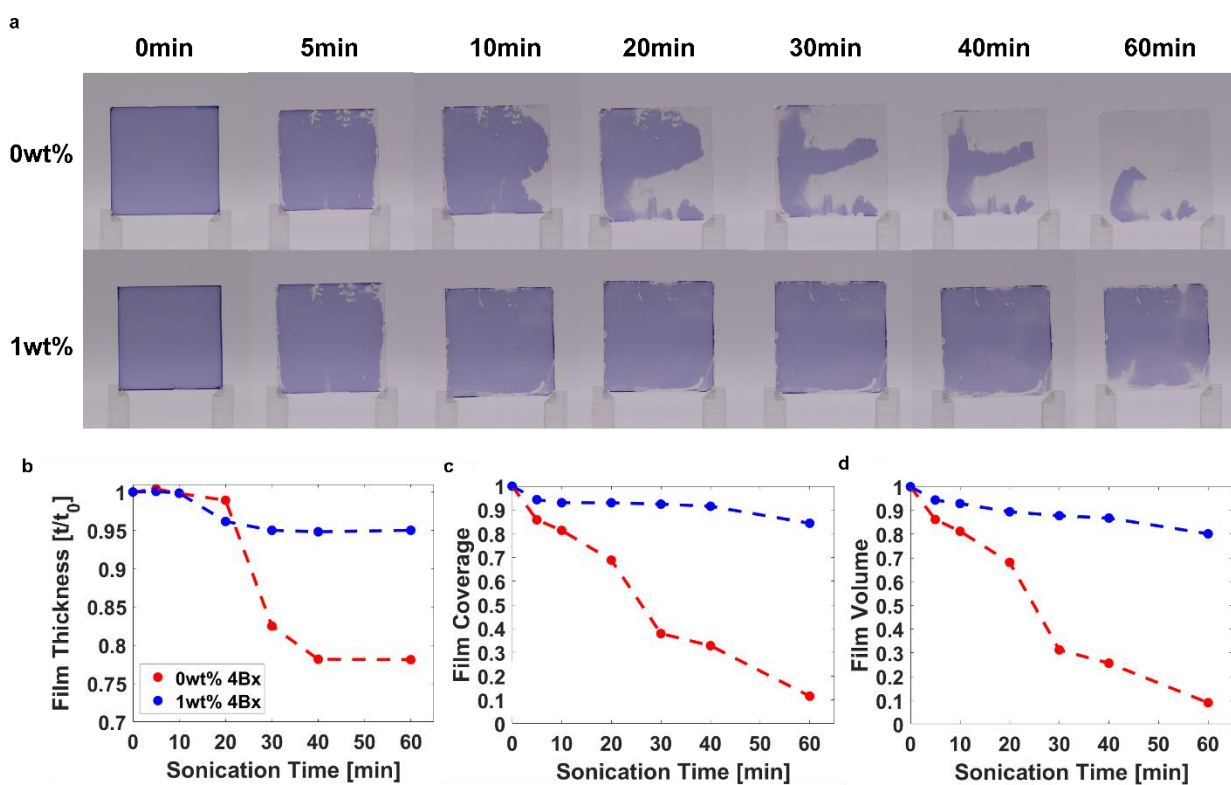 a
0min 5min 10min 20min 30min 40min 60min
0wt%
1wt%
b
Film Thickness [t/t0]
1
0.95
0.9
0.85
0.8
0.75
0.7
0wt% 4Bx
1wt% 4Bx
0 10 20 30 40 50 60
Sonication Time [min]
c
Film Coverage
1
0.9
0.8
0.7
0.6
0.5
0.4
0.3
0.2
0.1
0
0 10 20 30 40 50 60
Sonication Time [min]
d
Film Volume
1
0.9
0.8
0.7
0.6
0.5
0.4
0.3
0.2
0.1
0
0 10 20 30 40 50 60
Sonication Time [min]